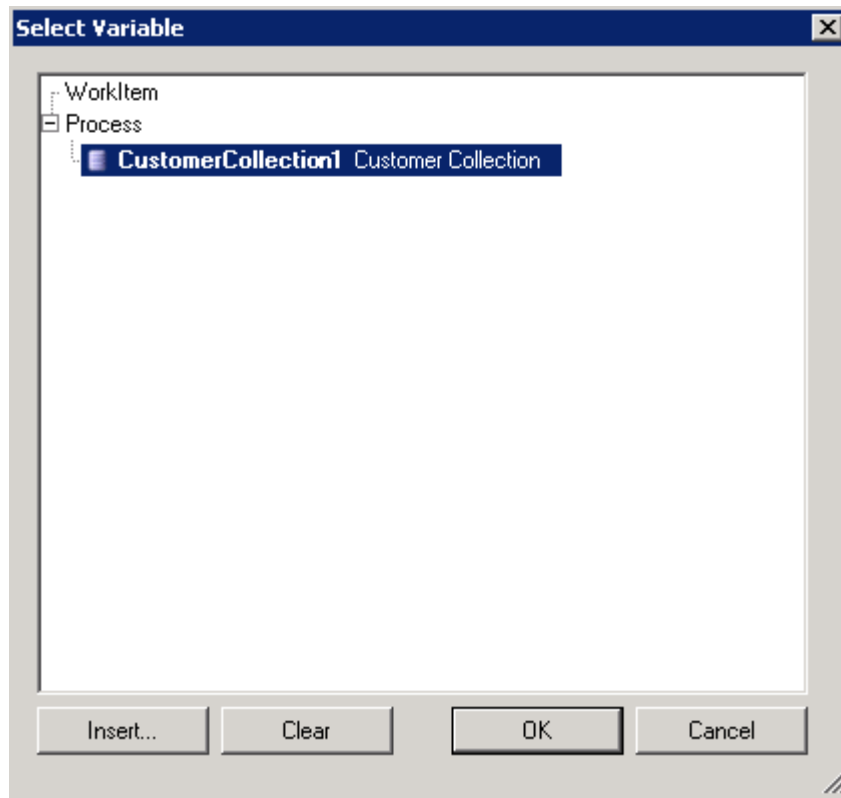 Select Variable
WorkItem
Process
CustomerCollection1 Customer Collection
Insert...
Clear
OK
Cancel